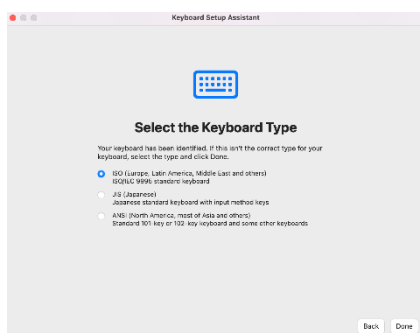 Keyboard Setup Assistant
Select the Keyboard Type
Your keyboard has been identified. If this isn't the correct type for your
keyboard, select the type and click Done.
ISO (Europe, Latin America, Middle East and others)
ISO/IEC 9995 standard keyboard
JIS (Japanese)
Japanese standard keyboard with input method keys
ANSI (North America, most of Asia and others)
Standard 101-key or 102-key keyboard and some other keyboards
Back Done